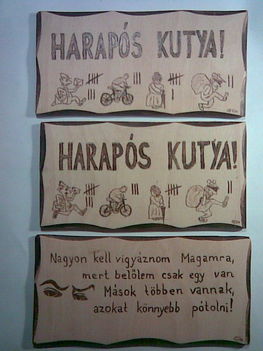 HARAPÓS KUTYA!
HARAPÓS KUTYA!
Nagyon kell vigyáznom Magamra,
mert belőlem csak egy van
Mások többen vannak,
azokat könnyebb pótolni!